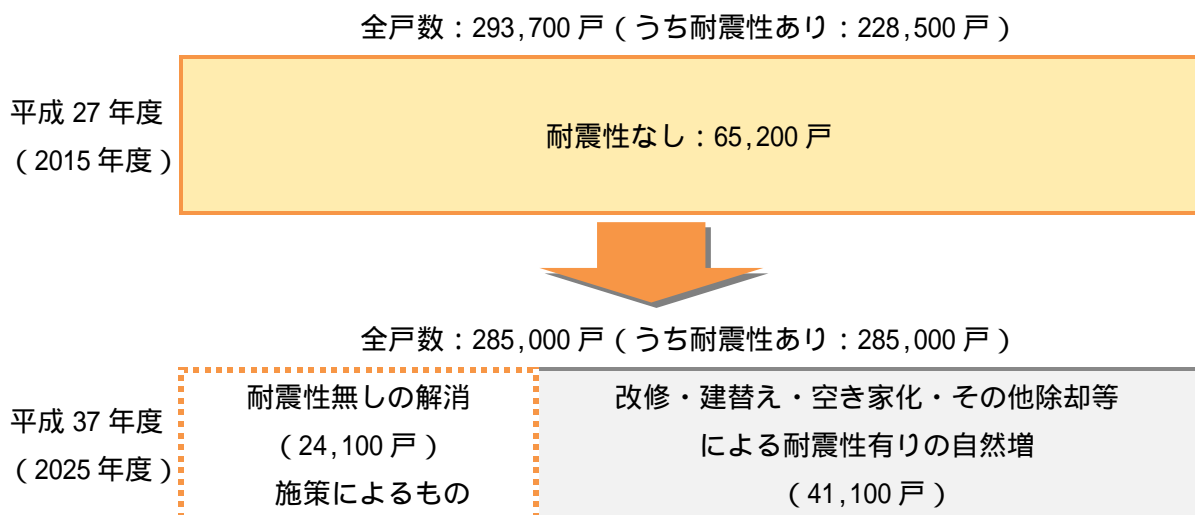 全戸数：293,700 戸（うち耐震性あり：228,500 戸）
平成 27 年度
（2015 年度）
耐震性なし：65,200 戸
全戸数：285,000 戸（うち耐震性あり：285,000 戸）
平成 37 年度
（2025 年度）
耐震性無しの解消
（24,100 戸）
施策によるもの
改修・建替え・空き家化・その他除却等
による耐震性有りの自然増
（41,100 戸）